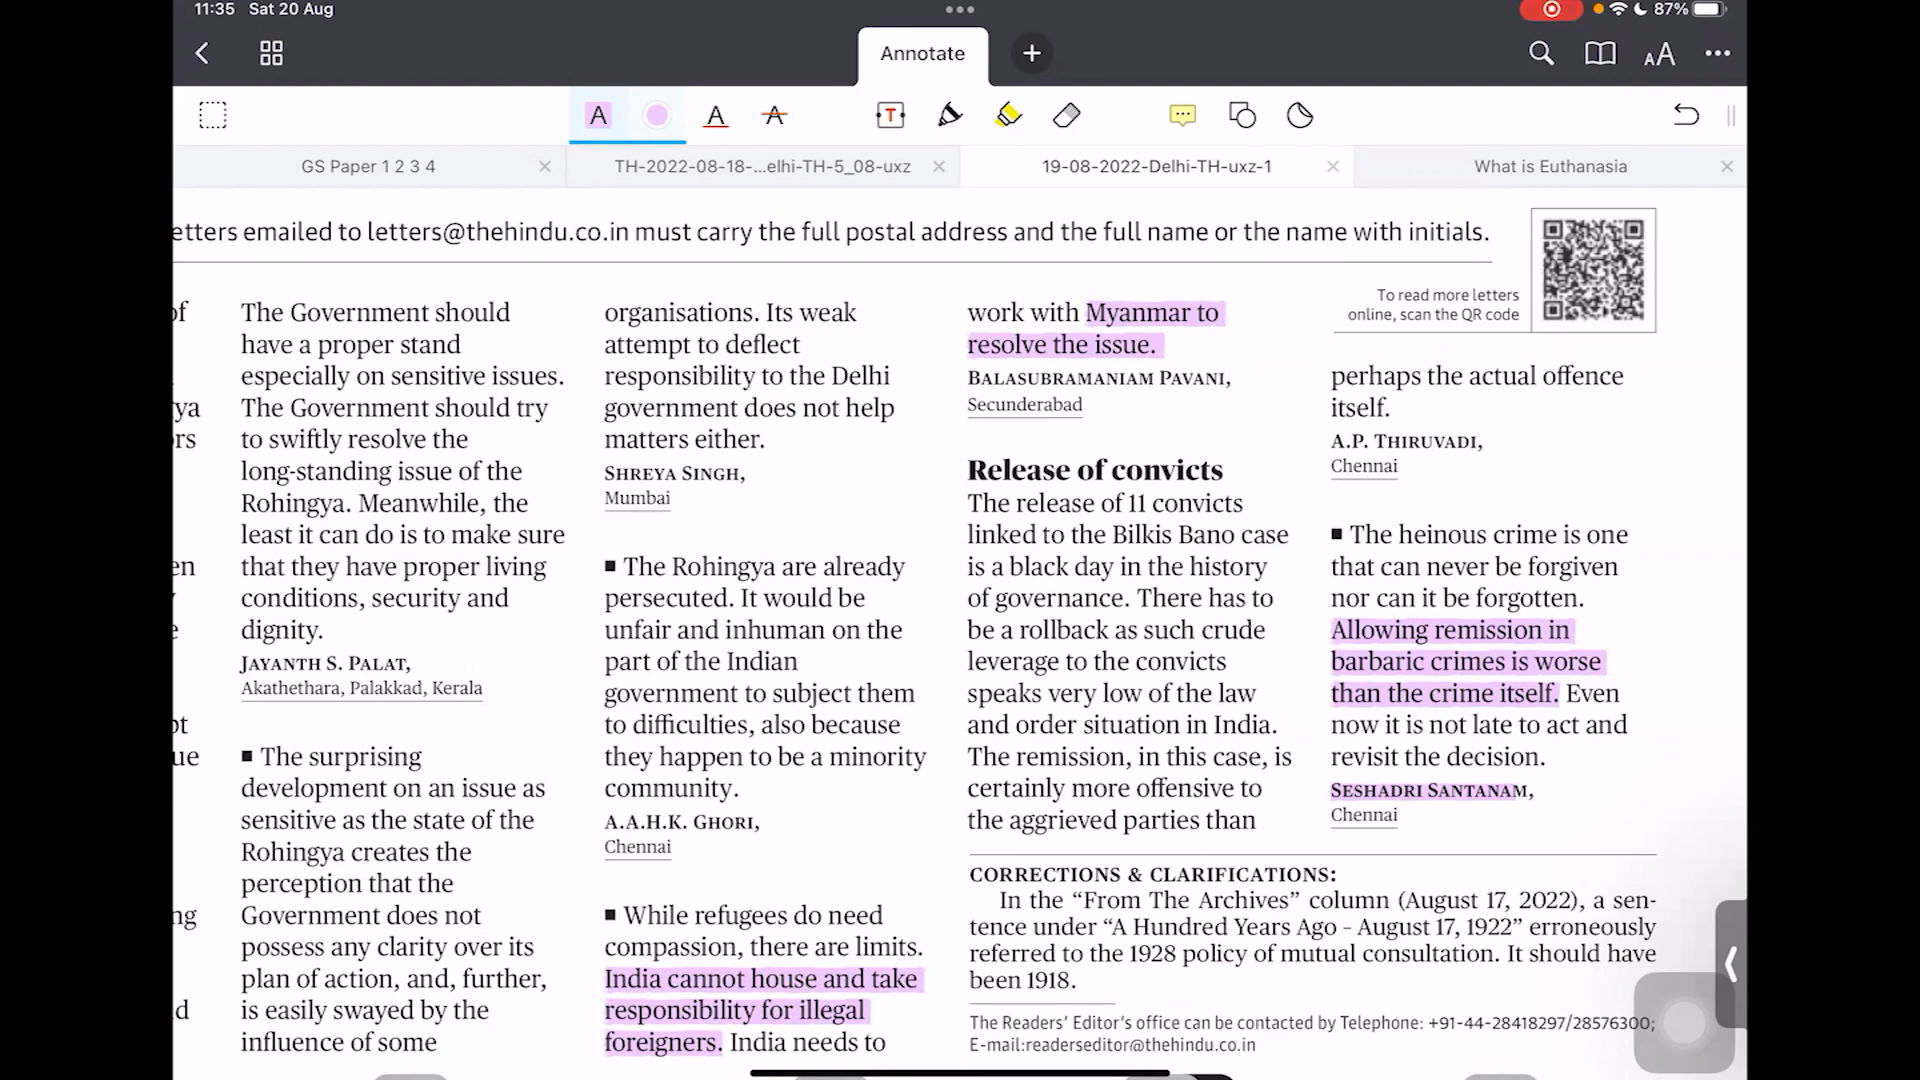 11:35 Sat 20 Aug
87%
Annotate
AA
A
A
A
T
GS Paper 1 2 3 4
TH-2022-08-18-...elhi-TH-5_08-uxz
19-08-2022-Delhi-TH-uxz-1
What is Euthanasia
etters emailed to letters@thehindu.co.in must carry the full postal address and the full name or the name with initials.
To read more letters
online, scan the QR code
of
ya
rs
en
e
pt
ue
ng
d
The Government should
have a proper stand
especially on sensitive issues.
The Government should try
to swiftly resolve the
long-standing issue of the
Rohingya. Meanwhile, the
least it can do is to make sure
that they have proper living
conditions, security and
dignity.
JAYANTH S. PALAT,
Akathethara, Palakkad, Kerala
■ The surprising
development on an issue as
sensitive as the state of the
Rohingya creates the
perception that the
Government does not
possess any clarity over its
plan of action, and, further,
is easily swayed by the
influence of some
organisations. Its weak
attempt to deflect
responsibility to the Delhi
government does not help
matters either.
SHREYA SINGH,
Mumbai
■ The Rohingya are already
persecuted. It would be
unfair and inhuman on the
part of the Indian
government to subject them
to difficulties, also because
they happen to be a minority
community.
A.A.H.K. GHORI,
Chennai
■ While refugees do need
compassion, there are limits.
India cannot house and take
responsibility for illegal
foreigners. India needs to
work with Myanmar to
resolve the issue.
BALASUBRAMANIAM PAVANI,
Secunderabad
Release of convicts
The release of 11 convicts
linked to the Bilkis Bano case
is a black day in the history
of governance. There has to
be a rollback as such crude
leverage to the convicts
speaks very low of the law
and order situation in India.
The remission, in this case, is
certainly more offensive to
the aggrieved parties than
perhaps the actual offence
itself.
A.P. THIRUVADI,
Chennai
■ The heinous crime is one
that can never be forgiven
nor can it be forgotten.
Allowing remission in
barbaric crimes is worse
than the crime itself. Even
now it is not late to act and
revisit the decision.
SESHADRI SANTANAM,
Chennai
CORRECTIONS & CLARIFICATIONS:
In the “From The Archives” column (August 17, 2022), a sen-
tence under “A Hundred Years Ago - August 17, 1922” erroneously
referred to the 1928 policy of mutual consultation. It should have
been 1918.
The Readers’ Editor’s office can be contacted by Telephone: +91-44-28418297/28576300;
E-mail:readerseditor@thehindu.co.in